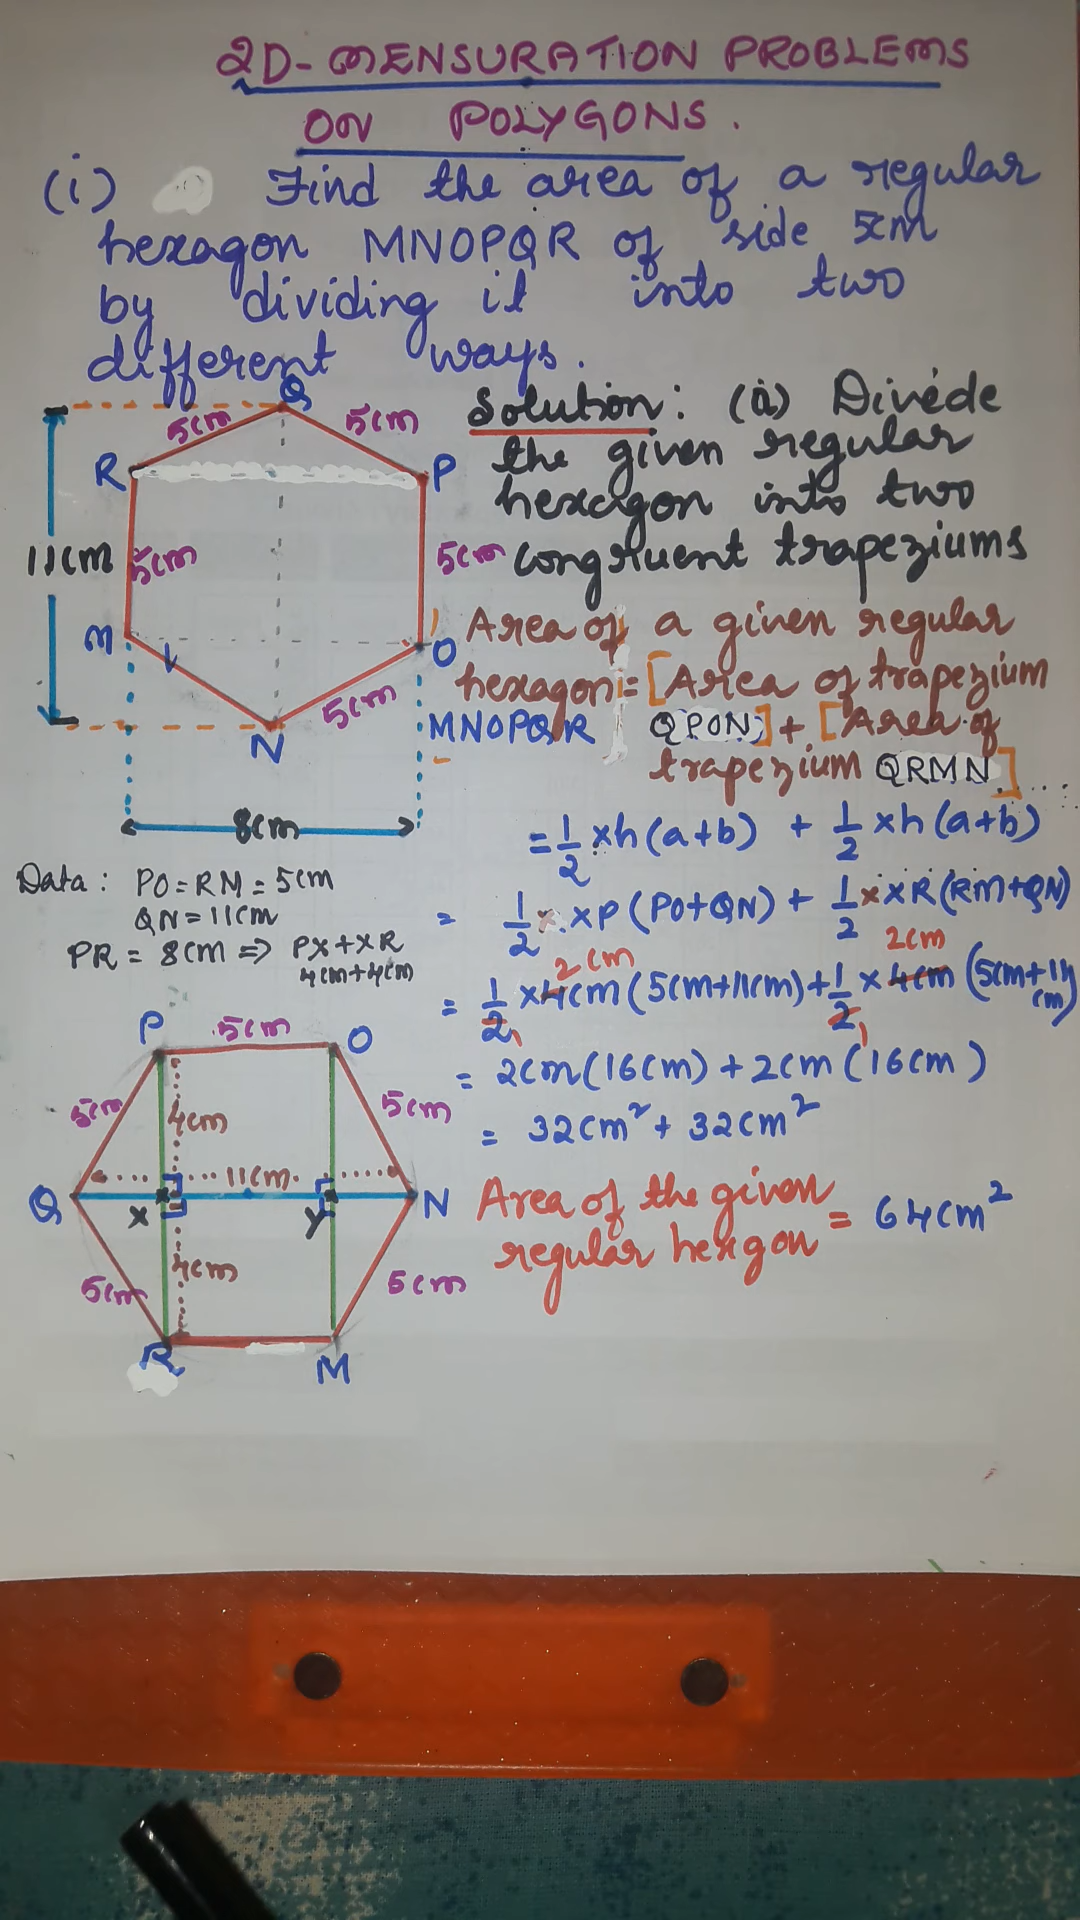 2D-MENSURATION PROBLEMS
ON POLYGONS.
(i) Find the area of a regular
hexagon MNOPQR of side 5cm
by dividing it into two
different ways.
Q
5cm
5cm
R
P
11cm
5cm
5cm
M
O
5cm
N
8cm
Solution: (a) Divide
the given regular
hexagon into two
congruent trapeziums
Area of a given regular
hexagon = [Area of trapezium
MNOPQR QPON] + [Area of
trapezium QRMN]
= 1/2 × h (a+b) + 1/2 × h (a+b)
Data: PO = RM = 5cm
QN = 11cm
PR = 8cm ⇒ PX + XR
4cm + 4cm
= 1/2 × XP (PO+QN) + 1/2 × XR (RM+QN)
2cm 2cm
= 1/2 × 4cm (5cm+11cm) + 1/2 × 4cm (5cm+11cm)
1 1
= 2cm (16cm) + 2cm (16cm)
= 32cm² + 32cm²
Area of the given
regular hexgon = 64cm²
P
5cm
O
5cm
4cm
5cm
11cm
Q
X
Y
N
5cm
4cm
5cm
R
M